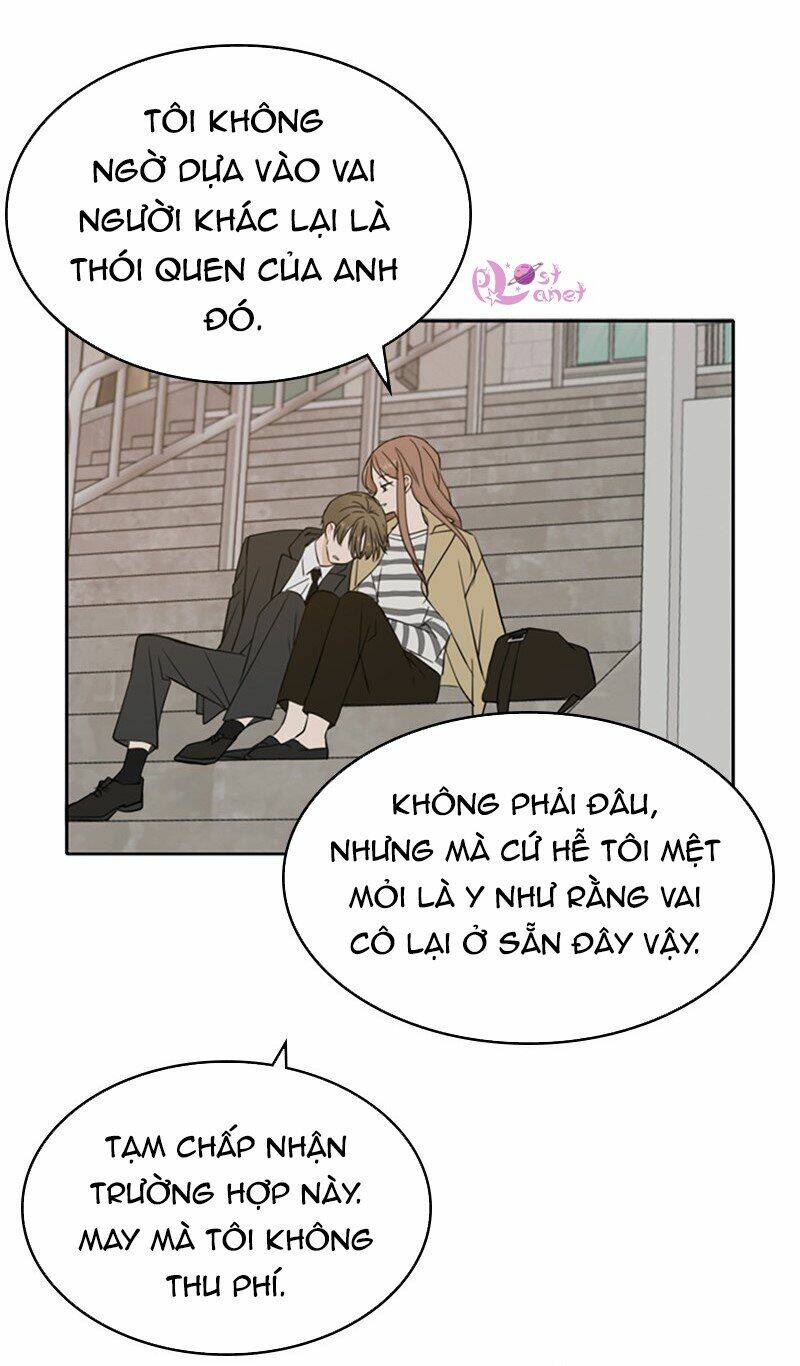 TÔI KHÔNG
NGỜ DỰA VÀO VAI
NGƯỜI KHÁC LẠI LÀ
THÓI QUEN CỦA ANH
ĐÓ.
Lost
Planet
KHÔNG PHẢI ĐÂU,
NHƯNG MÀ CỨ HỄ TÔI MỆT
MỎI LÀ Y NHƯ RẰNG VAI
CÔ LẠI Ở SẴN ĐÂY VẬY.
TẠM CHẤP NHẬN
TRƯỜNG HỢP NÀY.
MAY MÀ TÔI KHÔNG
THU PHÍ.